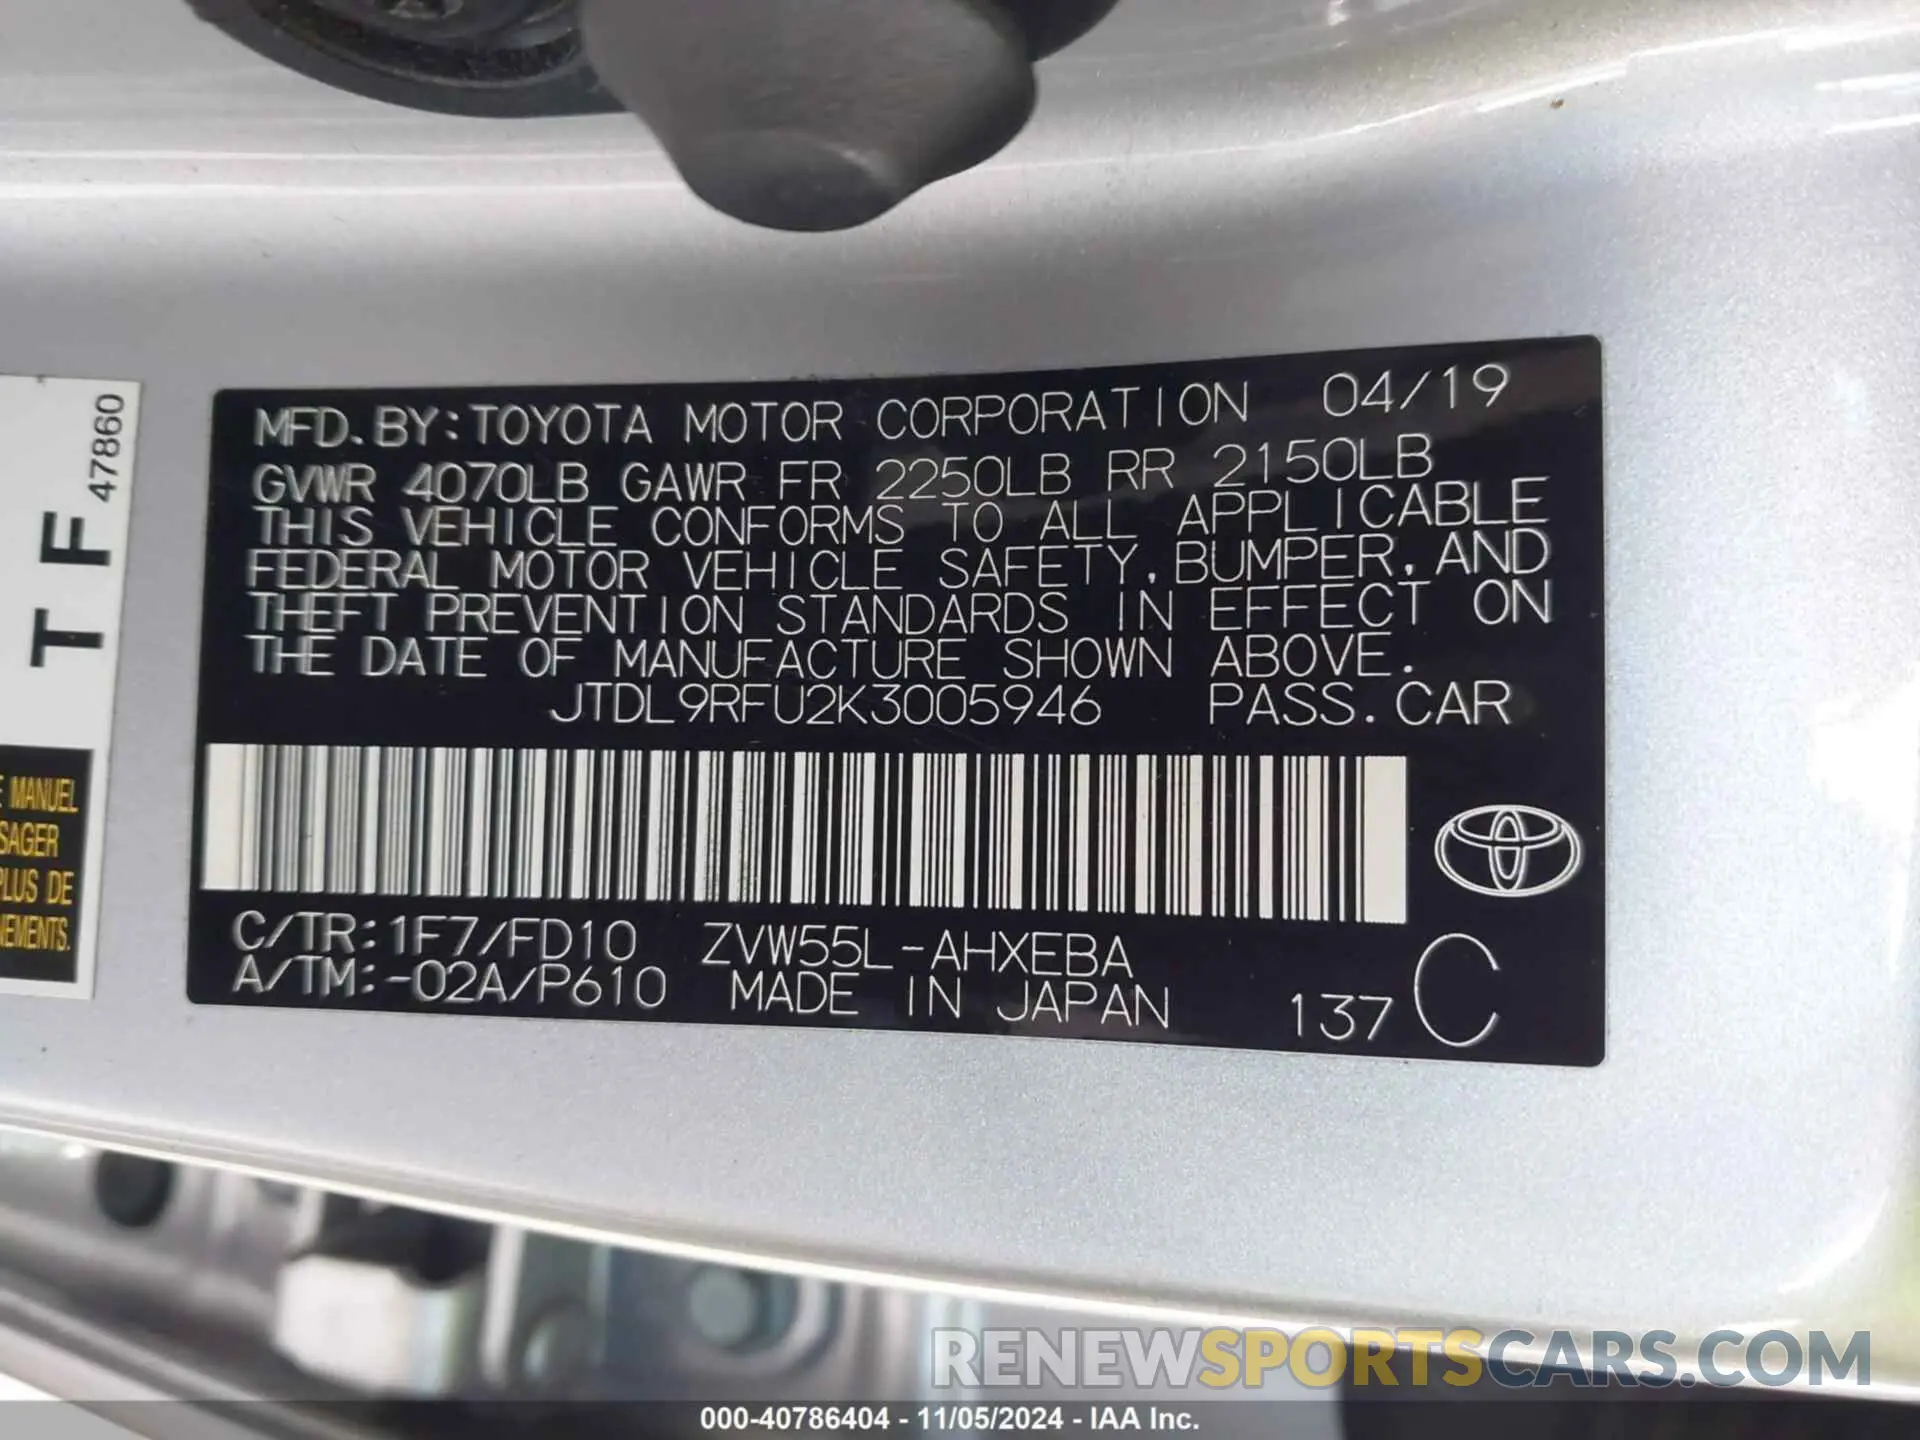 MFD. BY: TOYOTA MOTOR CORPORATION 04/19
GVWR 4070LB GAWR FR 2250LB RR 2150LB
THIS VEHICLE CONFORMS TO ALL APPLICABLE
FEDERAL MOTOR VEHICLE SAFETY, BUMPER, AND
THEFT PREVENTION STANDARDS IN EFFECT ON
THE DATE OF MANUFACTURE SHOWN ABOVE.
JTDL9RFU2K3005946 PASS. CAR
C/TR: 1F7/FD10 ZVW55L-AHXEBA
A/TM: -02A/P610 MADE IN JAPAN 137 C
T F 47860
MANUEL
SAGER
PLUS DE
NEMENTS.
RENEWSPORTSCARS.COM
000-40786404 - 11/05/2024 - IAA Inc.